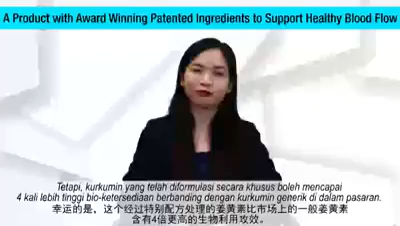 A Product with Award Winning Patented Ingredients to Support Healthy Blood Flow
Tetapi, kurkumin yang telah diformulasi secara khusus boleh mencapai
4 kali lebih tinggi bio-ketersediaan berbanding dengan kurkumin generik di dalam pasaran.
幸运的是，这个经过特别配方处理的姜黄素比市场上的一般姜黄素
含有4倍更高的生物利用功效。